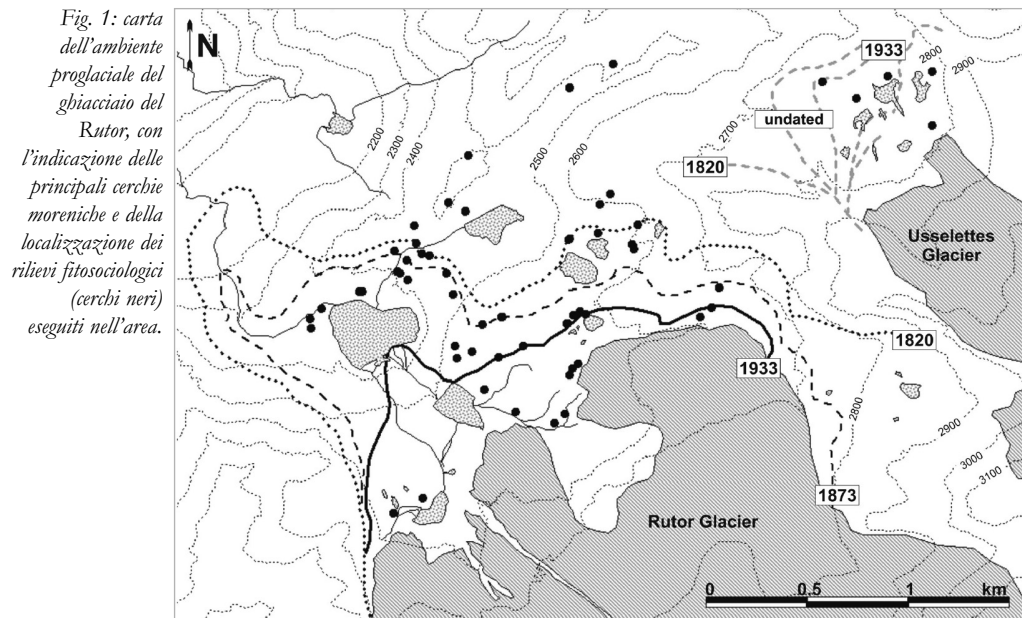 Fig. 1: carta
dell'ambiente
proglaciale del
ghiacciaio del
Rutor, con
l'indicazione delle
principali cerchie
moreniche e della
localizzazione dei
rilievi fitosociologici
(cerchi neri)
eseguiti nell'area.
N
1933
2800
2900
undated
2700
1820
2200
2300
2400
2500
2600
Usselettes
Glacier
1820
1933
2800
2900
3000
3100
1873
Rutor Glacier
0 0.5 1 km